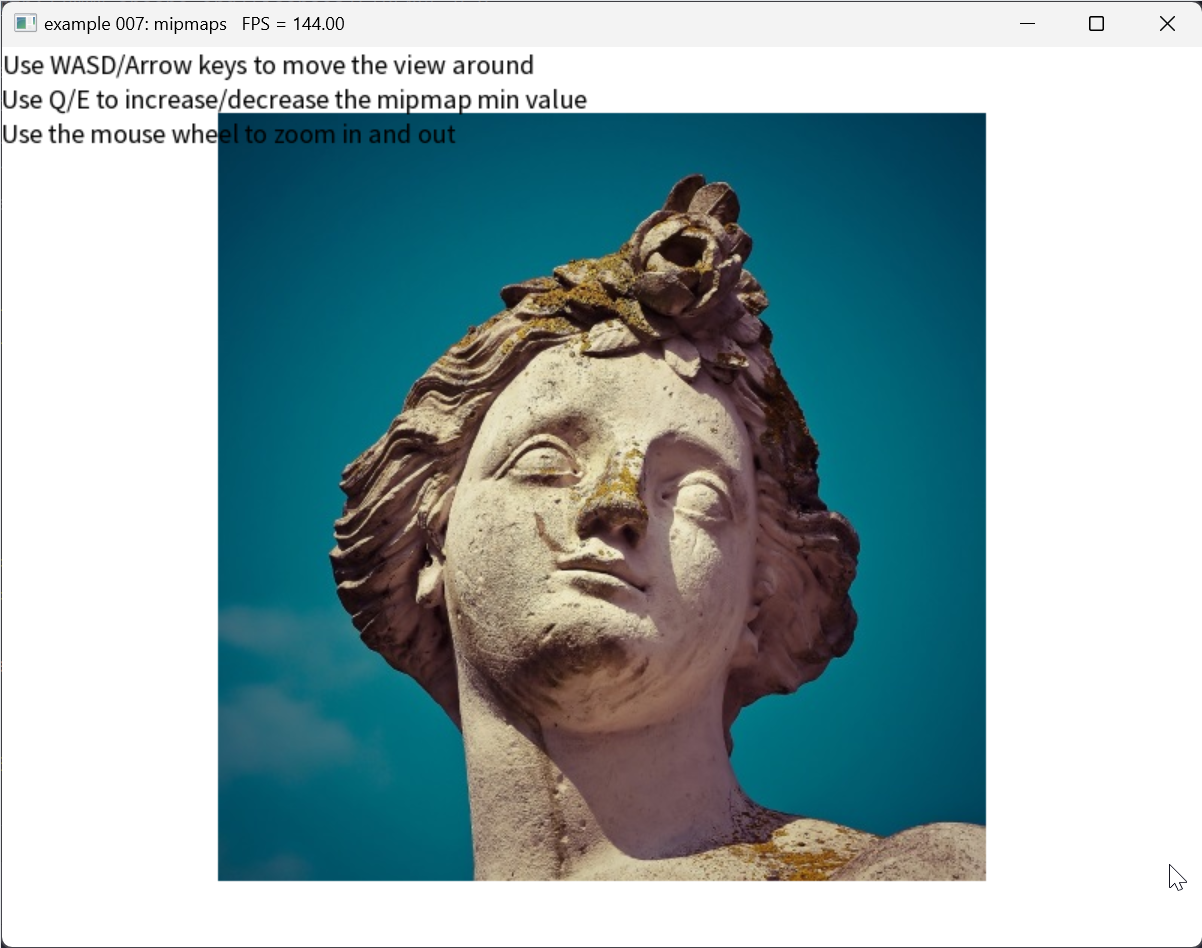 example 007: mipmaps   FPS = 144.00
Use WASD/Arrow keys to move the view around
Use Q/E to increase/decrease the mipmap min value
Use the mouse wheel to zoom in and out